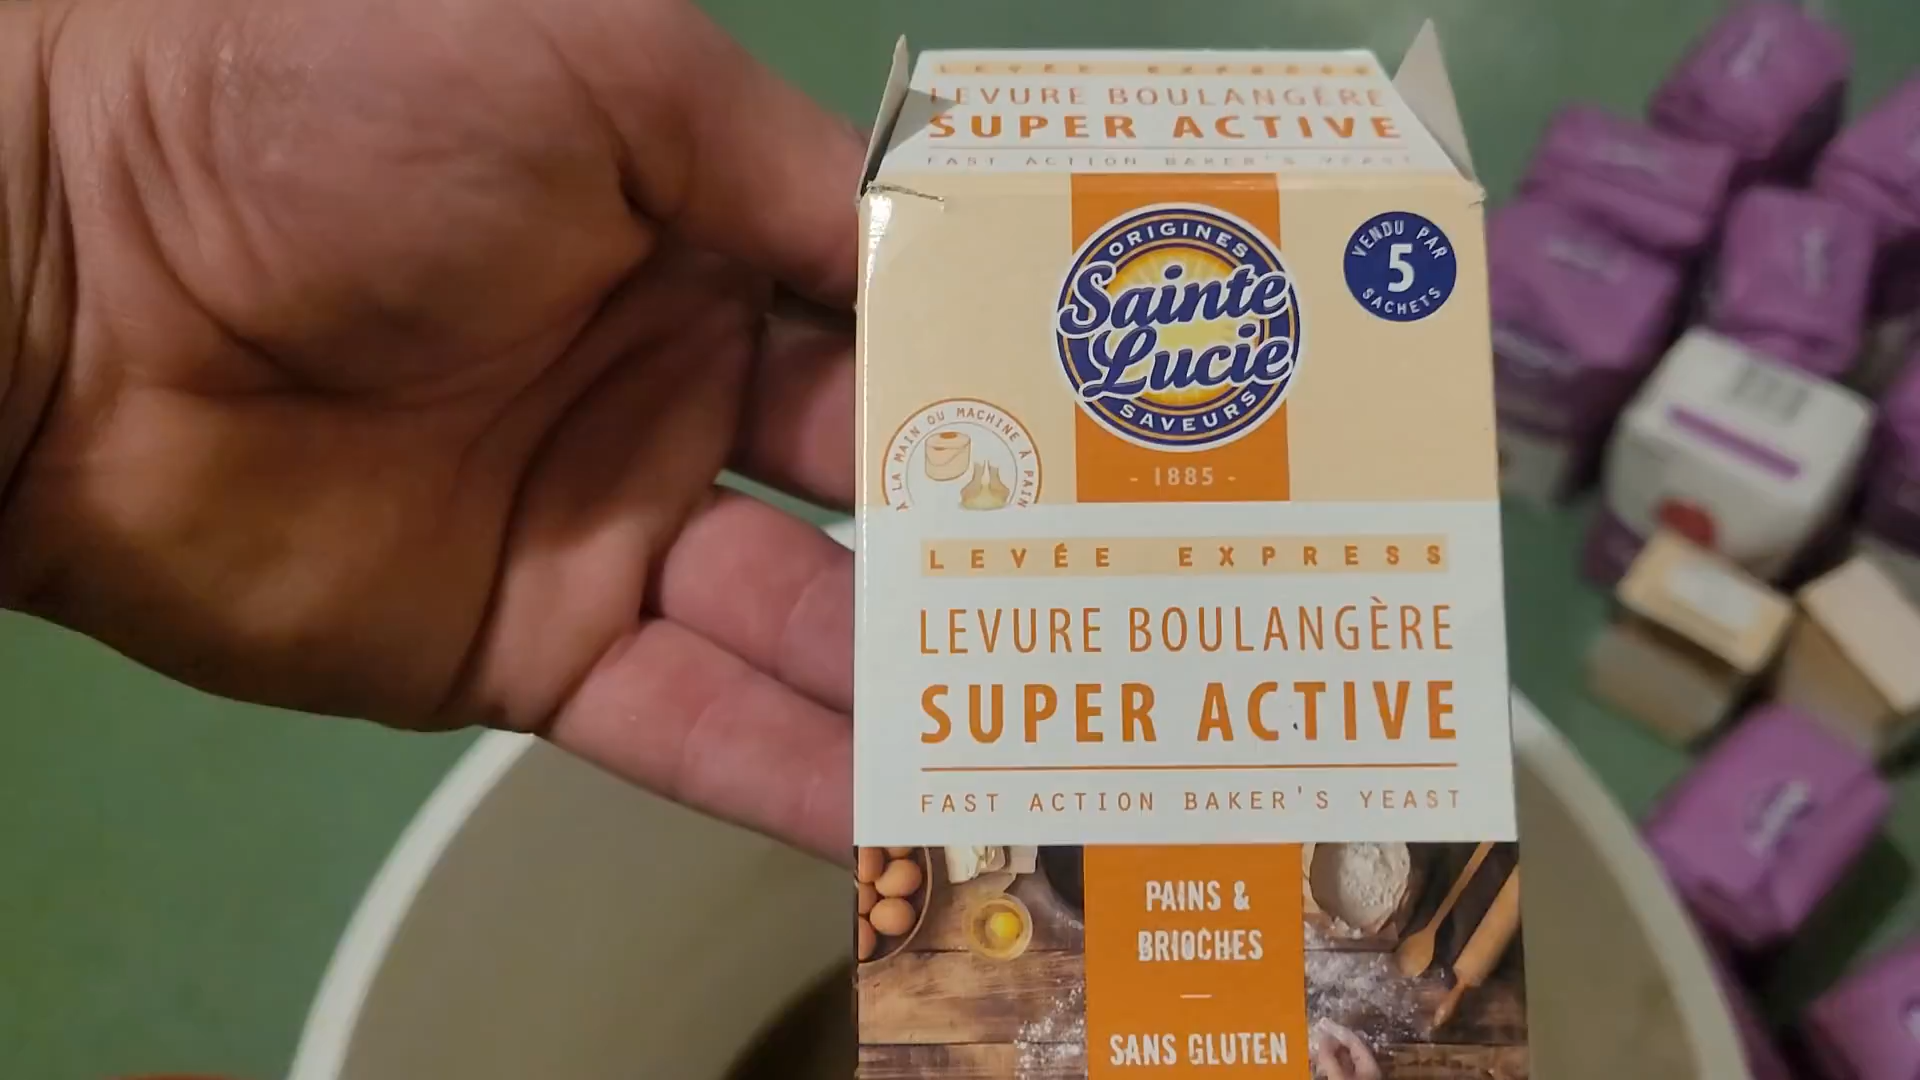 LEVÉE EXPRESS
LEVURE BOULANGÈRE
SUPER ACTIVE
FAST ACTION BAKER'S YEAST
ORIGINES
Sainte
Lucie
SAVEURS
- 1885 -
VENDU PAR
5
SACHETS
A LA MAIN OU MACHINE À PAIN
LEVÉE EXPRESS
LEVURE BOULANGÈRE
SUPER ACTIVE
FAST ACTION BAKER'S YEAST
PAINS &
BRIOCHES
SANS GLUTEN